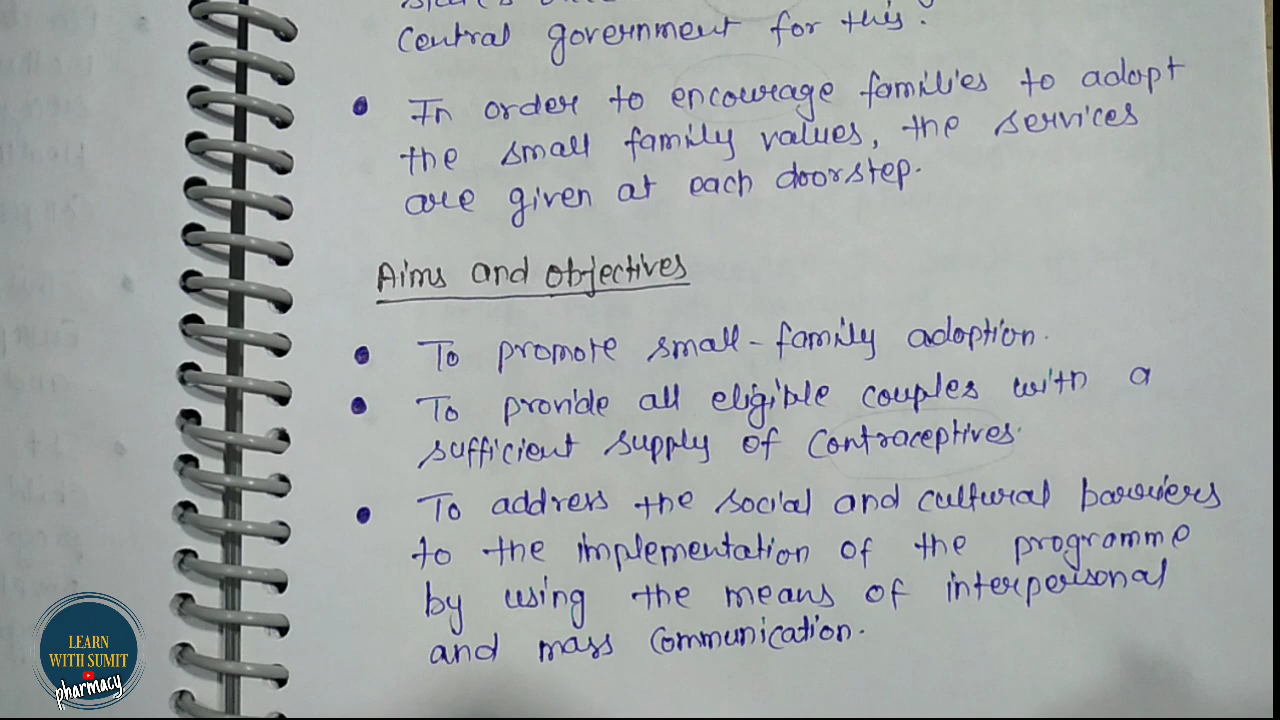 Central government for this.
• In order to encourage families to adopt
the small family values, the services
are given at each doorstep.
Aims and objectives
• To promote small-family adoption.
• To provide all eligible couples with a
sufficient supply of contraceptives.
• To address the social and cultural barriers
to the implementation of the programme
by using the means of interpersonal
and mass communication.
LEARN
WITH SUMIT
pharmacy